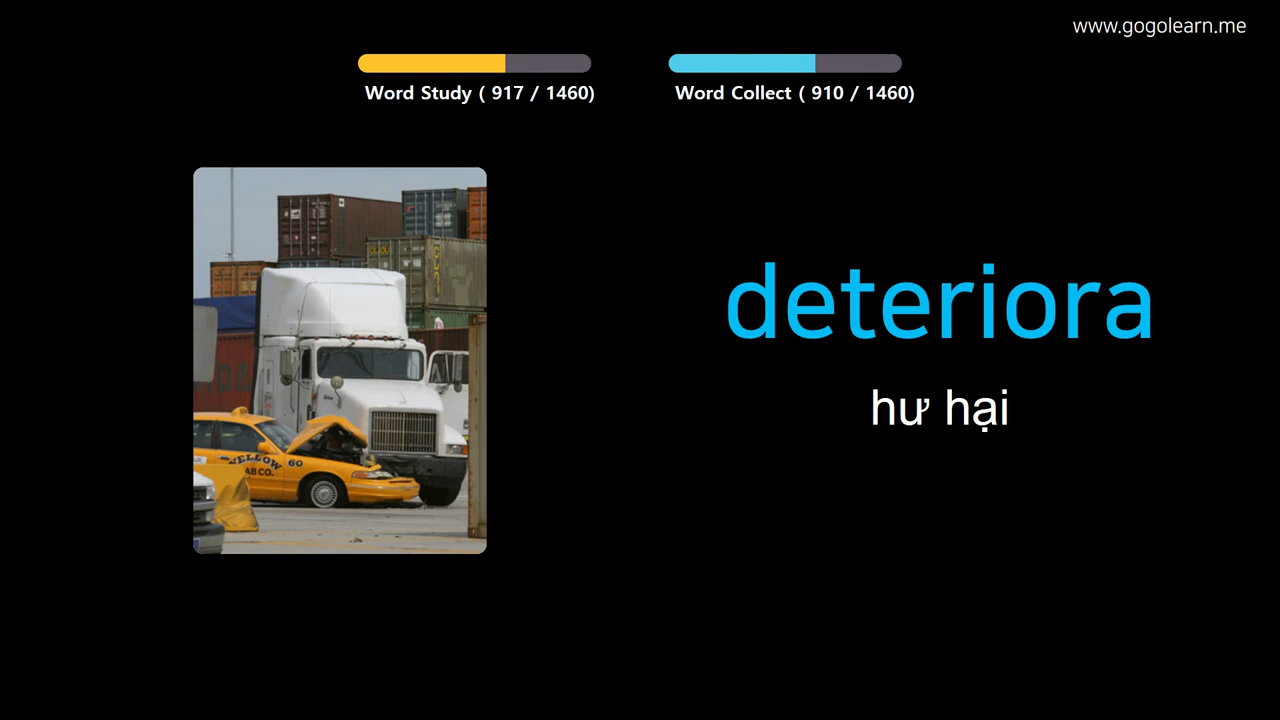 www.gogolearn.me
Word Study ( 917 / 1460)
Word Collect ( 910 / 1460)
deteriora
hư hại
YELLOW 60
CAB CO.